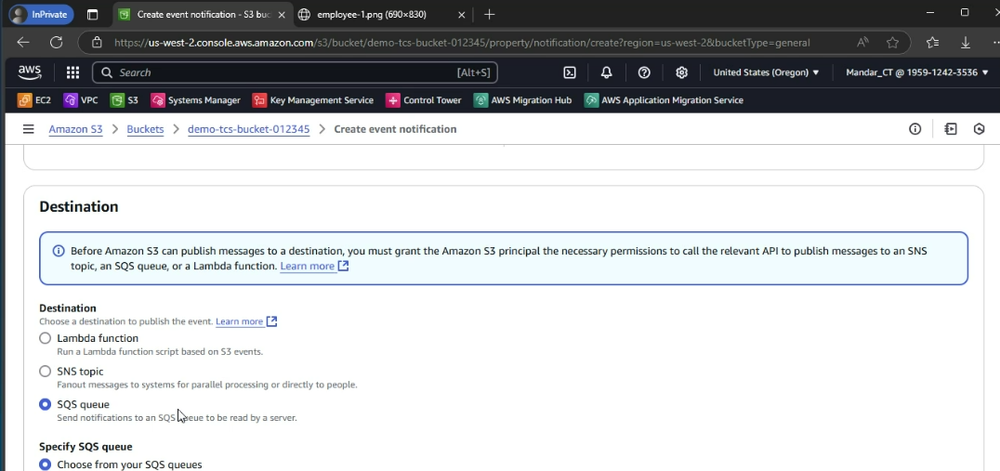 InPrivate
Create event notification - S3 buc
employee-1.png (690×830)
https://us-west-2.console.aws.amazon.com/s3/bucket/demo-tcs-bucket-012345/property/notification/create?region=us-west-2&bucketType=general
aws
Search
[Alt+S]
United States (Oregon)
Mandar_CT @ 1959-1242-3536
EC2 VPC S3 Systems Manager Key Management Service Control Tower AWS Migration Hub AWS Application Migration Service
Amazon S3 > Buckets > demo-tcs-bucket-012345 > Create event notification
Destination
Before Amazon S3 can publish messages to a destination, you must grant the Amazon S3 principal the necessary permissions to call the relevant API to publish messages to an SNS
topic, an SQS queue, or a Lambda function. Learn more
Destination
Choose a destination to publish the event. Learn more
Lambda function
Run a Lambda function script based on S3 events.
SNS topic
Fanout messages to systems for parallel processing or directly to people.
SQS queue
Send notifications to an SQS queue to be read by a server.
Specify SQS queue
Choose from your SQS queues